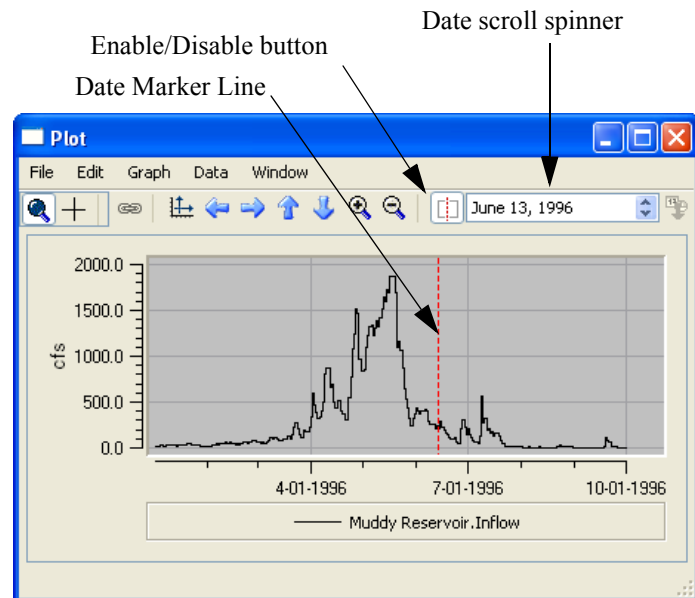 Date scroll spinner
Enable/Disable button
Date Marker Line
Plot
File Edit Graph Data Window
June 13, 1996
2000.0
1500.0
1000.0
500.0
0.0
cfs
4-01-1996 7-01-1996 10-01-1996
Muddy Reservoir.Inflow